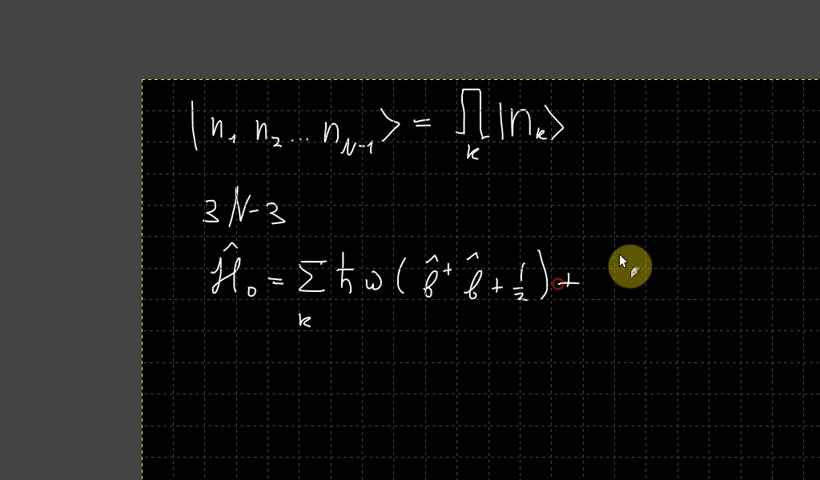 |n₁ n₂ ... n_{N-1}⟩ = ∏_k |n_k⟩
3N-3
Ĥ₀ = ∑_k ħω( b̂⁺ b̂ + 1/2 ) +